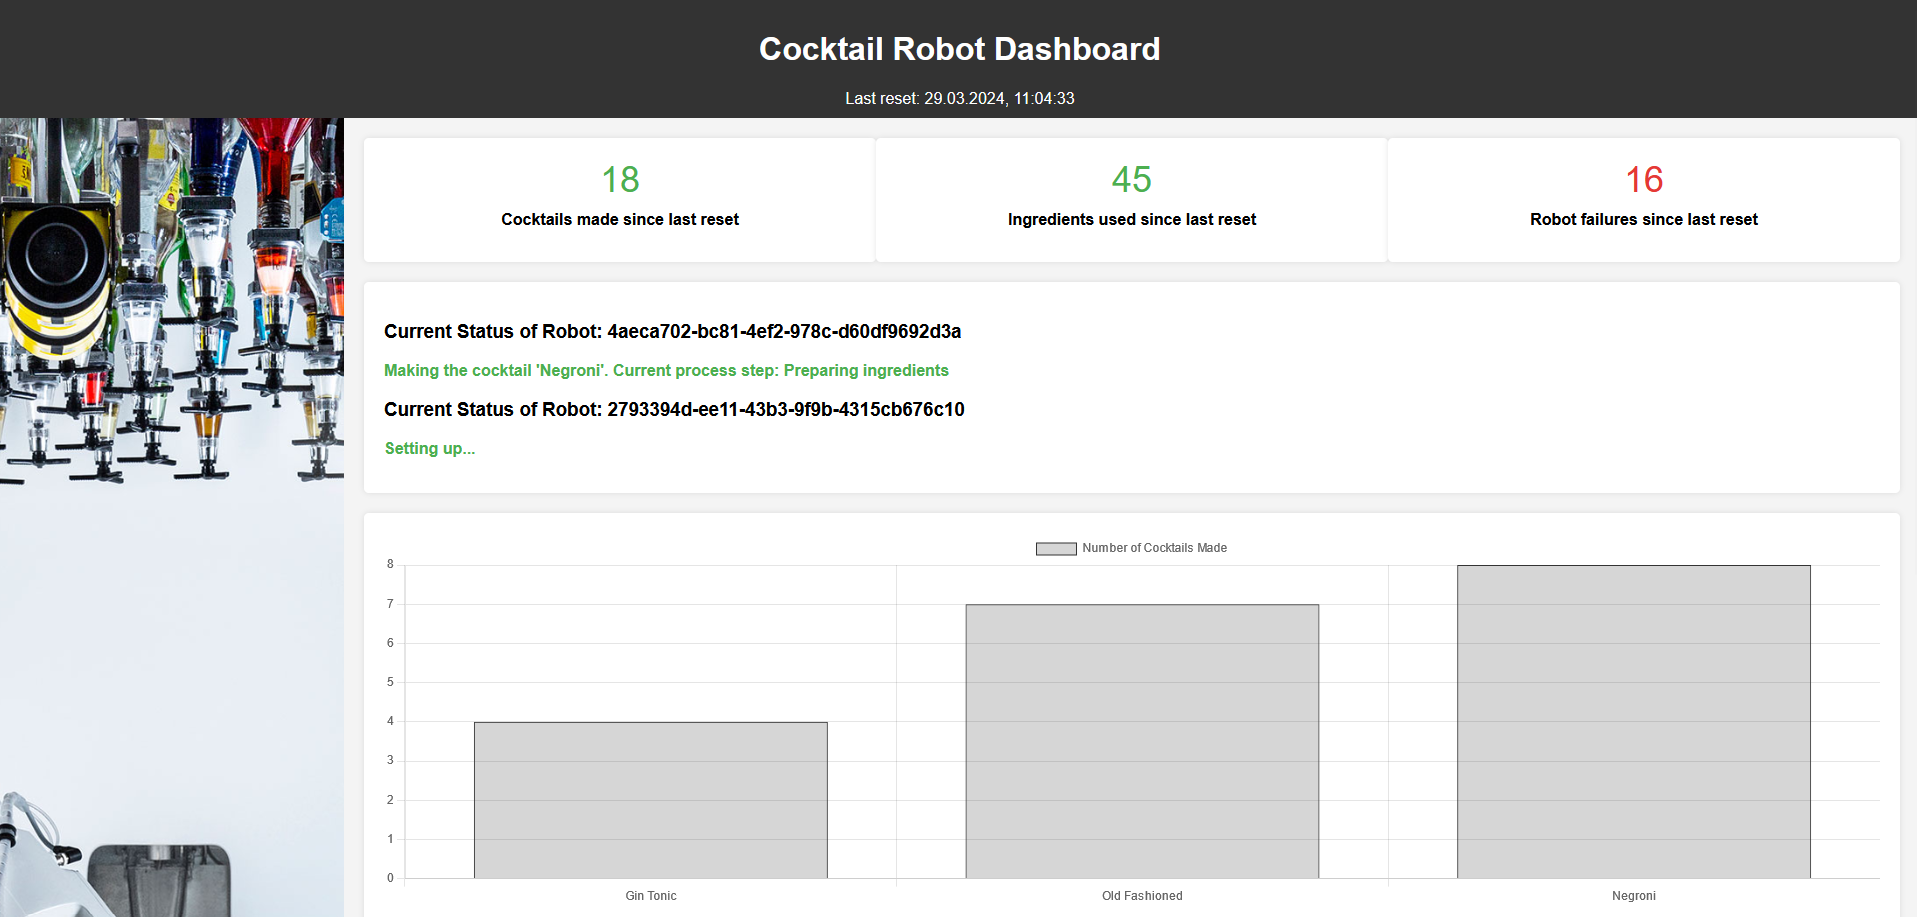 Cocktail Robot Dashboard
Last reset: 29.03.2024, 11:04:33
18
Cocktails made since last reset
45
Ingredients used since last reset
16
Robot failures since last reset
Current Status of Robot: 4aeca702-bc81-4ef2-978c-d60df9692d3a
Making the cocktail 'Negroni'. Current process step: Preparing ingredients
Current Status of Robot: 2793394d-ee11-43b3-9f9b-4315cb676c10
Setting up...
Number of Cocktails Made
8
7
6
5
4
3
2
1
0
Gin Tonic
Old Fashioned
Negroni